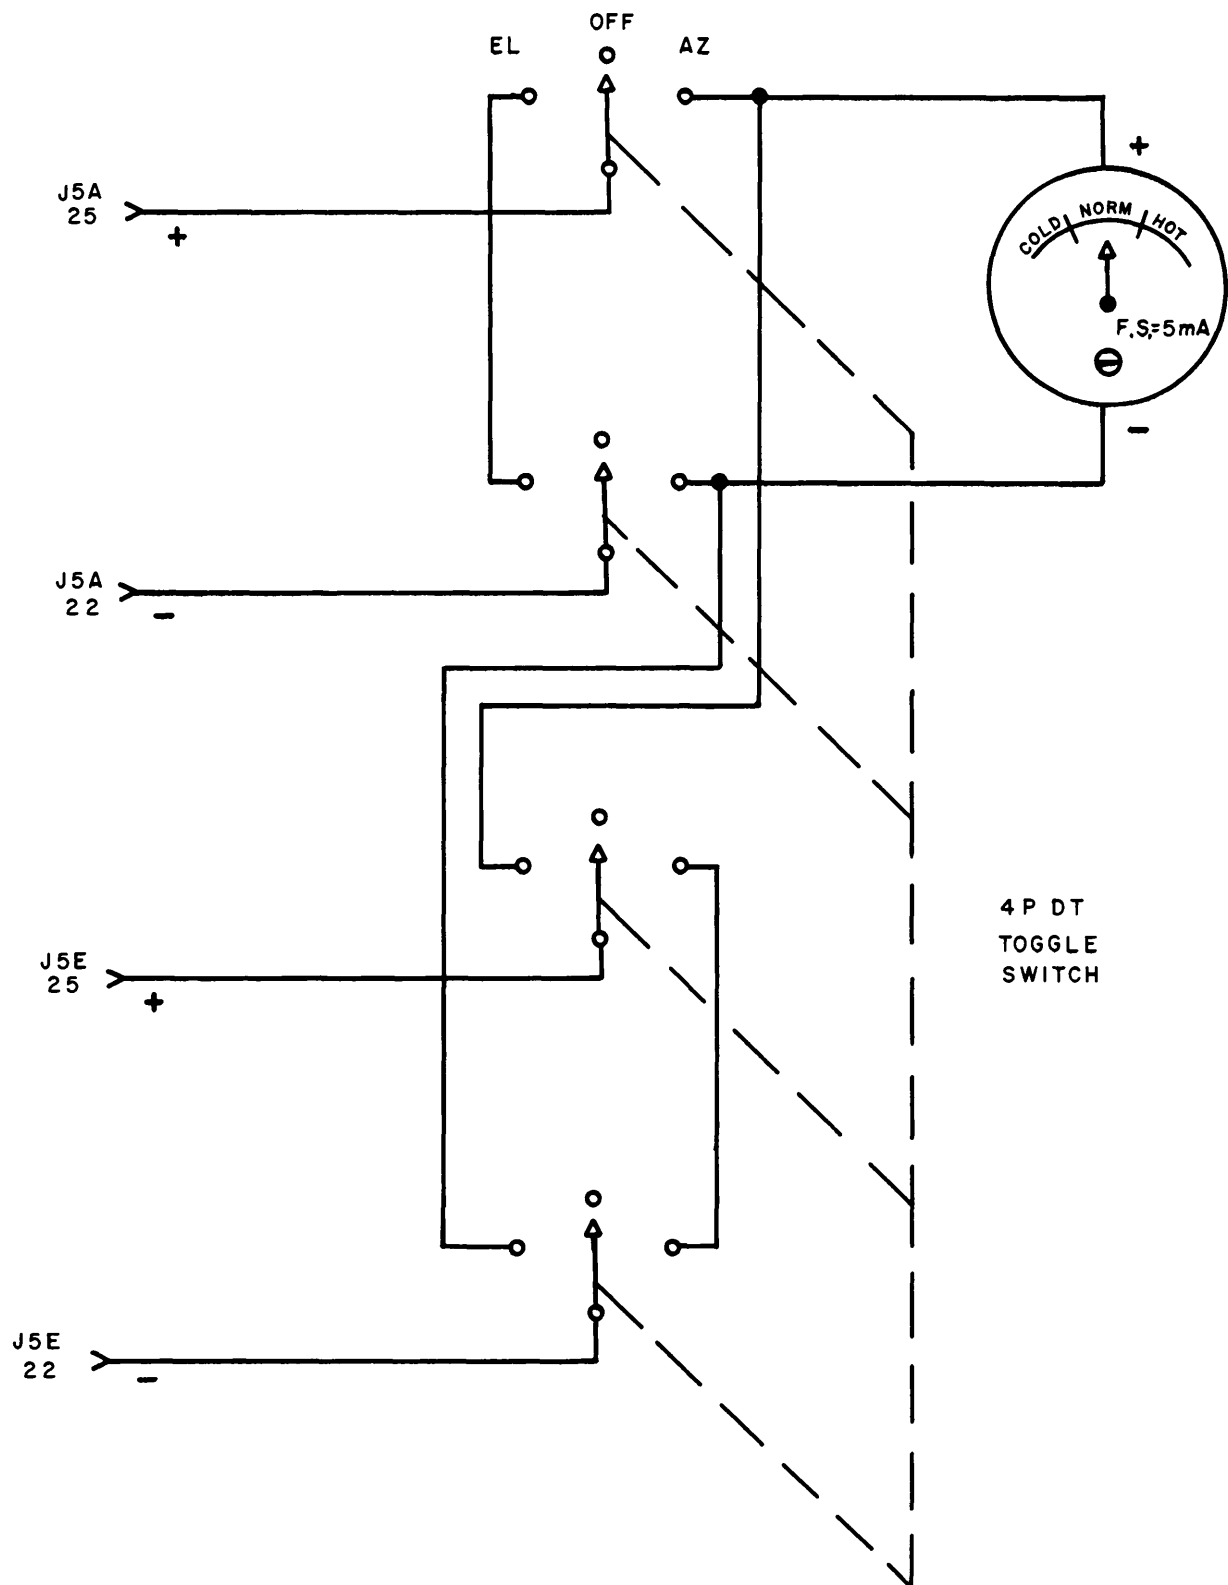 OFF
EL
AZ
+
J5A
25
+
COLD NORM HOT
F.S.=5mA
−
J5A
22
−
4P DT
TOGGLE
SWITCH
J5E
25
+
J5E
22
−